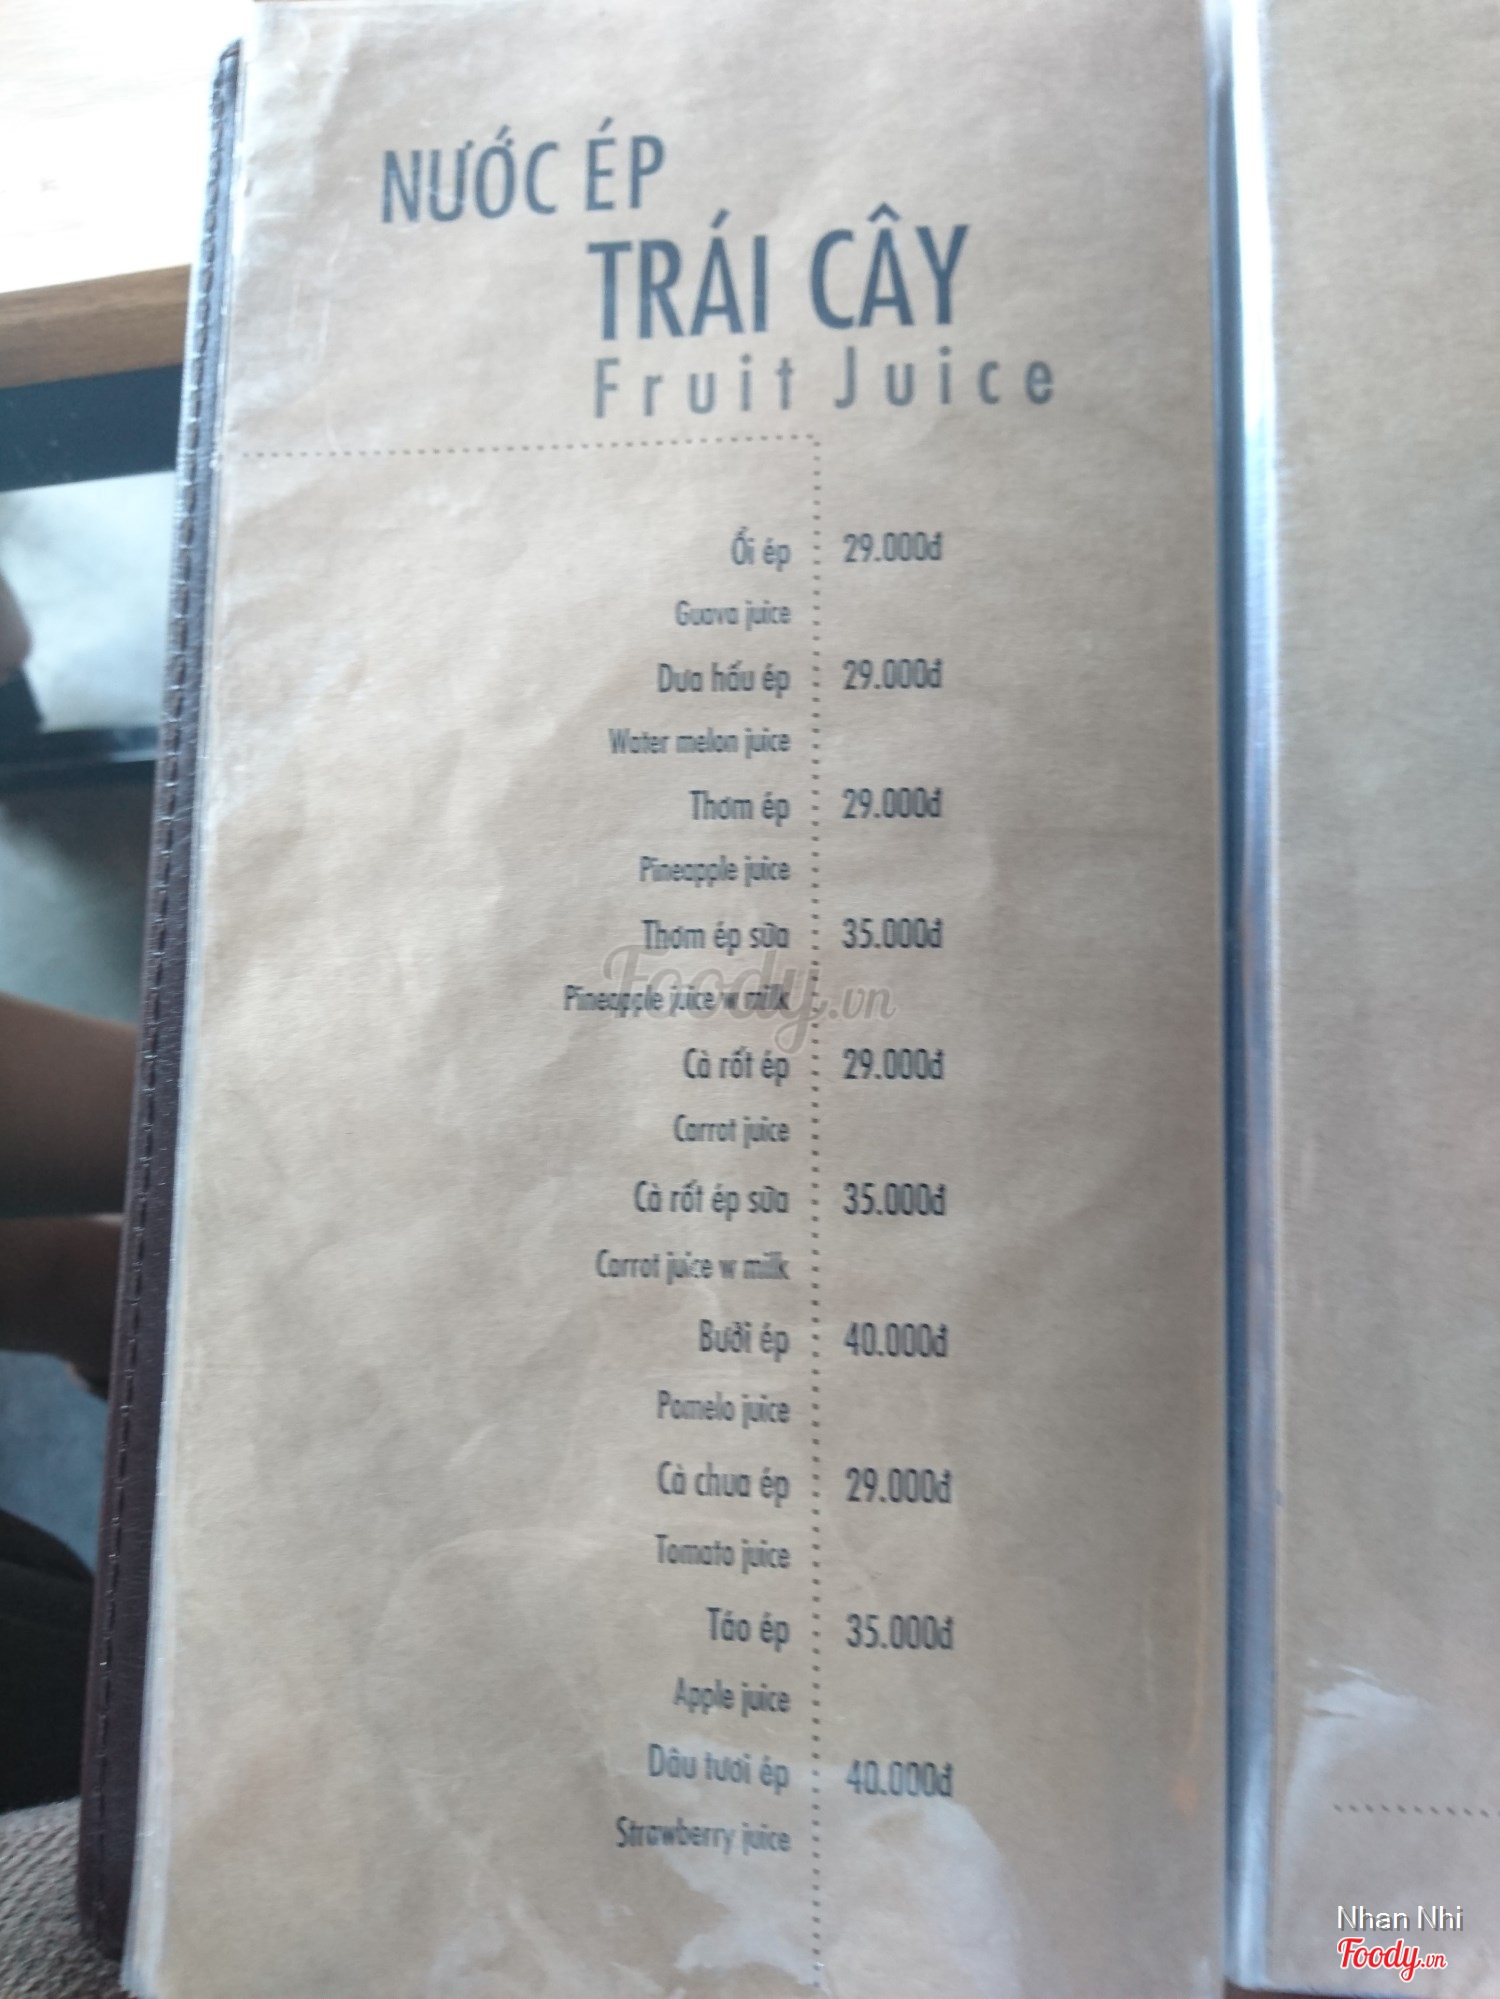 NƯỚC ÉP
TRÁI CÂY
Fruit Juice
Ổi ép 29.000đ
Guava juice
Dưa hấu ép 29.000đ
Water melon juice
Thơm ép 29.000đ
Pineapple juice
Thơm ép sữa 35.000đ
Foody.vn
Pineapple juice w milk
Cà rốt ép 29.000đ
Carrot juice
Cà rốt ép sữa 35.000đ
Carrot juice w milk
Bưởi ép 40.000đ
Pomelo juice
Cà chua ép 29.000đ
Tomato juice
Táo ép 35.000đ
Apple juice
Dâu tươi ép 40.000đ
Strawberry juice
Nhan Nhi
Foody.vn